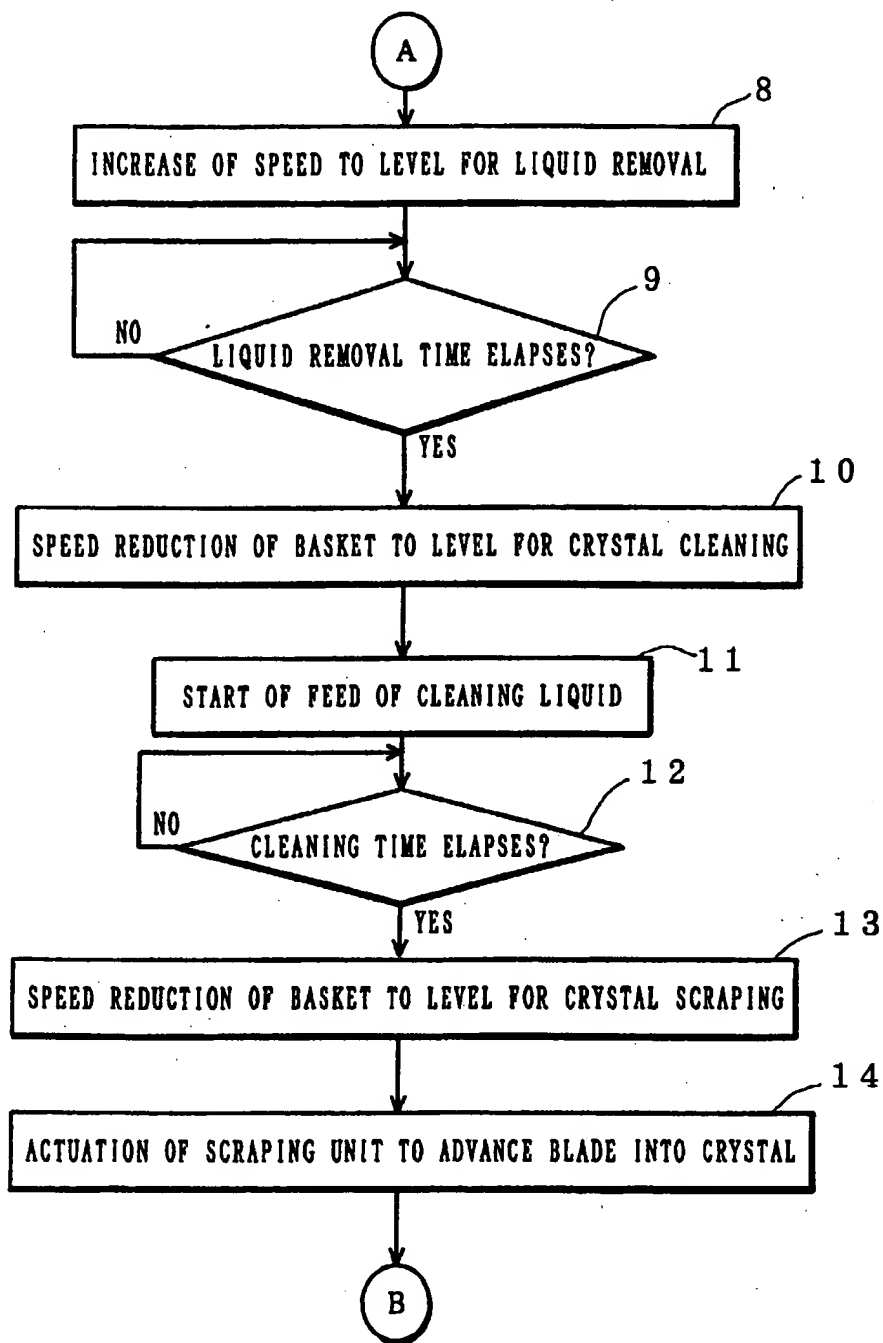 A
8
INCREASE OF SPEED TO LEVEL FOR LIQUID REMOVAL
9
NO
LIQUID REMOVAL TIME ELAPSES?
YES
10
SPEED REDUCTION OF BASKET TO LEVEL FOR CRYSTAL CLEANING
11
START OF FEED OF CLEANING LIQUID
12
NO
CLEANING TIME ELAPSES?
YES
13
SPEED REDUCTION OF BASKET TO LEVEL FOR CRYSTAL SCRAPING
14
ACTUATION OF SCRAPING UNIT TO ADVANCE BLADE INTO CRYSTAL
B